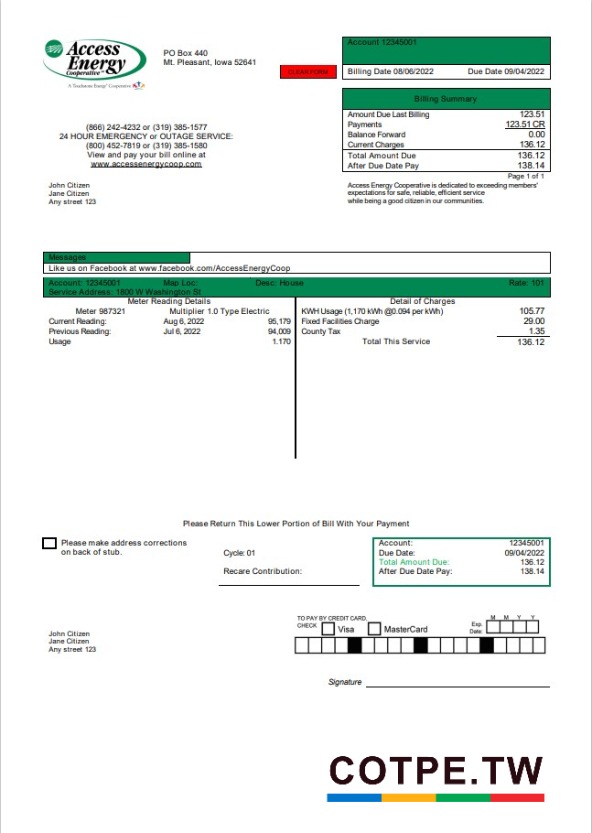 Access
Energy
Cooperative
A Touchstone Energy® Cooperative
PO Box 440
Mt. Pleasant, Iowa 52641
CLEAR FORM
Account 12345001
Billing Date 08/06/2022 Due Date 09/04/2022
Billing Summary
Amount Due Last Billing 123.51
Payments 123.51 CR
Balance Forward 0.00
Current Charges 136.12
Total Amount Due 136.12
After Due Date Pay 138.14
Page 1 of 1
Access Energy Cooperative is dedicated to exceeding members'
expectations for safe, reliable, efficient service
while being a good citizen in our communities.
(866) 242-4232 or (319) 385-1577
24 HOUR EMERGENCY or OUTAGE SERVICE:
(800) 452-7819 or (319) 385-1580
View and pay your bill online at
www.accessenergycoop.com
John Citizen
Jane Citizen
Any street 123
Messages
Like us on Facebook at www.facebook.com/AccessEnergyCoop
Account: 12345001 Map Loc: Desc: House Rate: 101
Service Address: 1800 W Washington St
Meter Reading Details
Meter 987321 Multiplier 1.0 Type Electric
Current Reading: Aug 6, 2022 95,179
Previous Reading: Jul 6, 2022 94,009
Usage 1.170
Detail of Charges
KWH Usage (1,170 kWh @0.094 per kWh) 105.77
Fixed Facilities Charge 29.00
County Tax 1.35
Total This Service 136.12
Please Return This Lower Portion of Bill With Your Payment
Please make address corrections
on back of stub.
Cycle: 01
Recare Contribution:
Account: 12345001
Due Date: 09/04/2022
Total Amount Due: 136.12
After Due Date Pay: 138.14
John Citizen
Jane Citizen
Any street 123
TO PAY BY CREDIT CARD,
CHECK Visa MasterCard
Exp. Date: M M Y Y
Signature
COTPE.TW